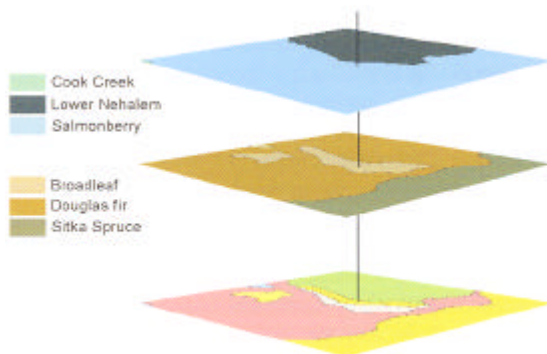 Cook Creek
Lower Nehalem
Salmonberry
Broadleaf
Douglas fir
Sitka Spruce